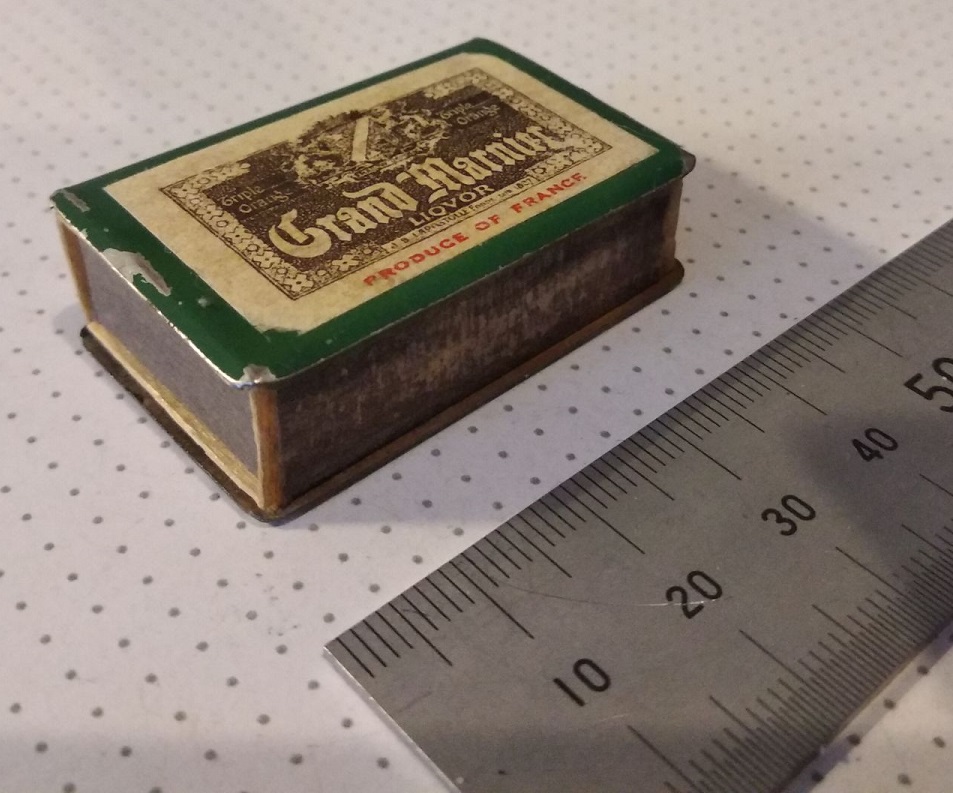 Triple
Orange
Triple
Orange
Grand Marnier
LIQVOR
PRODUCE OF FRANCE
10
20
30
40
50